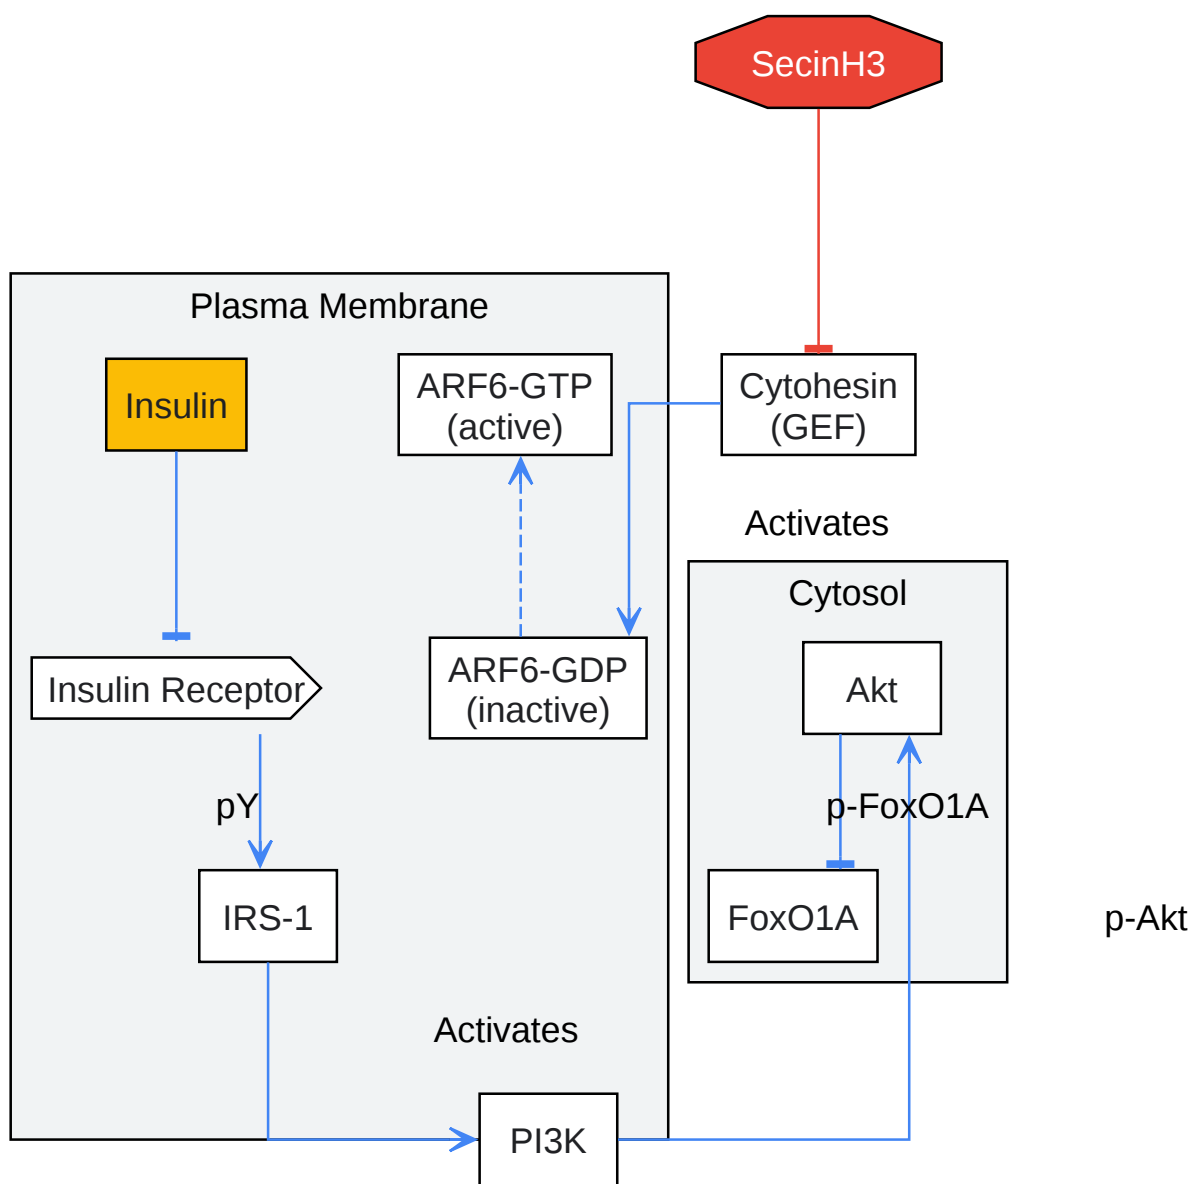 SecinH3
Plasma Membrane
Insulin
ARF6-GTP
(active)
Cytohesin
(GEF)
Activates
Cytosol
Insulin Receptor
ARF6-GDP
(inactive)
Akt
pY
p-FoxO1A
IRS-1
FoxO1A
p-Akt
Activates
PI3K